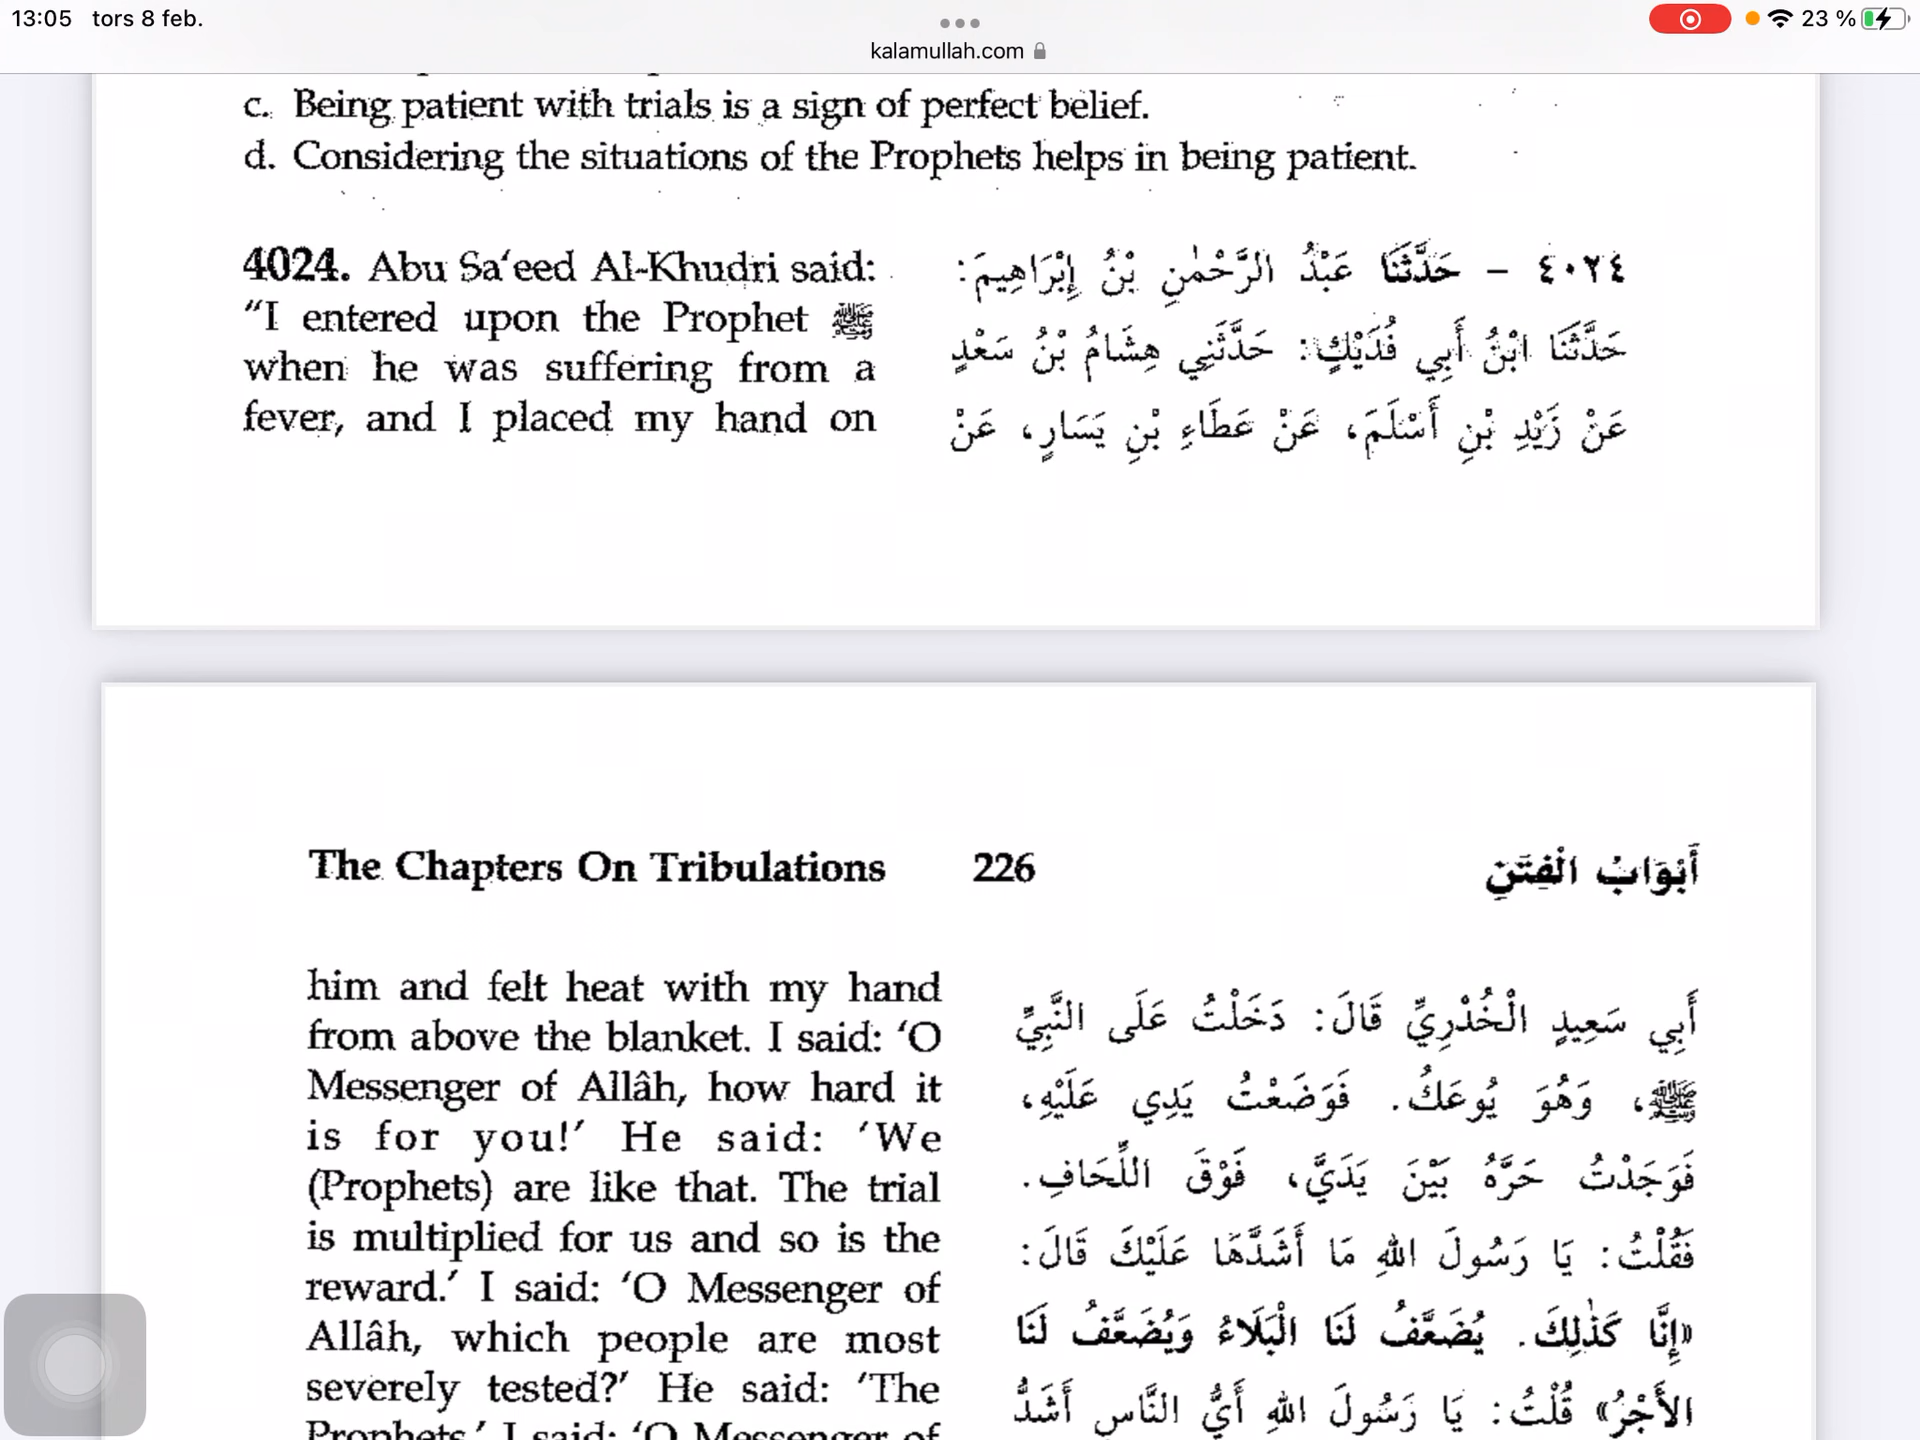 13:05 tors 8 feb.
23 %
kalamullah.com
c. Being patient with trials is a sign of perfect belief.
d. Considering the situations of the Prophets helps in being patient.
4024. Abu Sa‘eed Al-Khudri said:
“I entered upon the Prophet ﷺ
when he was suffering from a
fever, and I placed my hand on
٤٠٢٤ – حَدَّثَنَا عَبْدُ الرَّحْمٰنِ بْنُ إِبْرَاهِيمَ:
حَدَّثَنَا ابْنُ أَبِي فُدَيْكٍ: حَدَّثَنِي هِشَامُ بْنُ سَعْدٍ
عَنْ زَيْدِ بْنِ أَسْلَمَ، عَنْ عَطَاءِ بْنِ يَسَارٍ، عَنْ
The Chapters On Tribulations 226 أَبْوَابُ الْفِتَنِ
him and felt heat with my hand
from above the blanket. I said: ‘O
Messenger of Allâh, how hard it
is for you!’ He said: ‘We
(Prophets) are like that. The trial
is multiplied for us and so is the
reward.’ I said: ‘O Messenger of
Allâh, which people are most
severely tested?’ He said: ‘The
Prophets.’ I said: ‘O Messenger of
أَبِي سَعِيدٍ الْخُدْرِيِّ قَالَ: دَخَلْتُ عَلَى النَّبِيِّ
ﷺ، وَهُوَ يُوعَكُ. فَوَضَعْتُ يَدِي عَلَيْهِ،
فَوَجَدْتُ حَرَّهُ بَيْنَ يَدَيَّ، فَوْقَ اللِّحَافِ.
فَقُلْتُ: يَا رَسُولَ اللهِ مَا أَشَدَّهَا عَلَيْكَ قَالَ:
«إِنَّا كَذٰلِكَ. يُضَعَّفُ لَنَا الْبَلَاءُ وَيُضَعَّفُ لَنَا
الأَجْرُ» قُلْتُ: يَا رَسُولَ اللهِ أَيُّ النَّاسِ أَشَدُّ